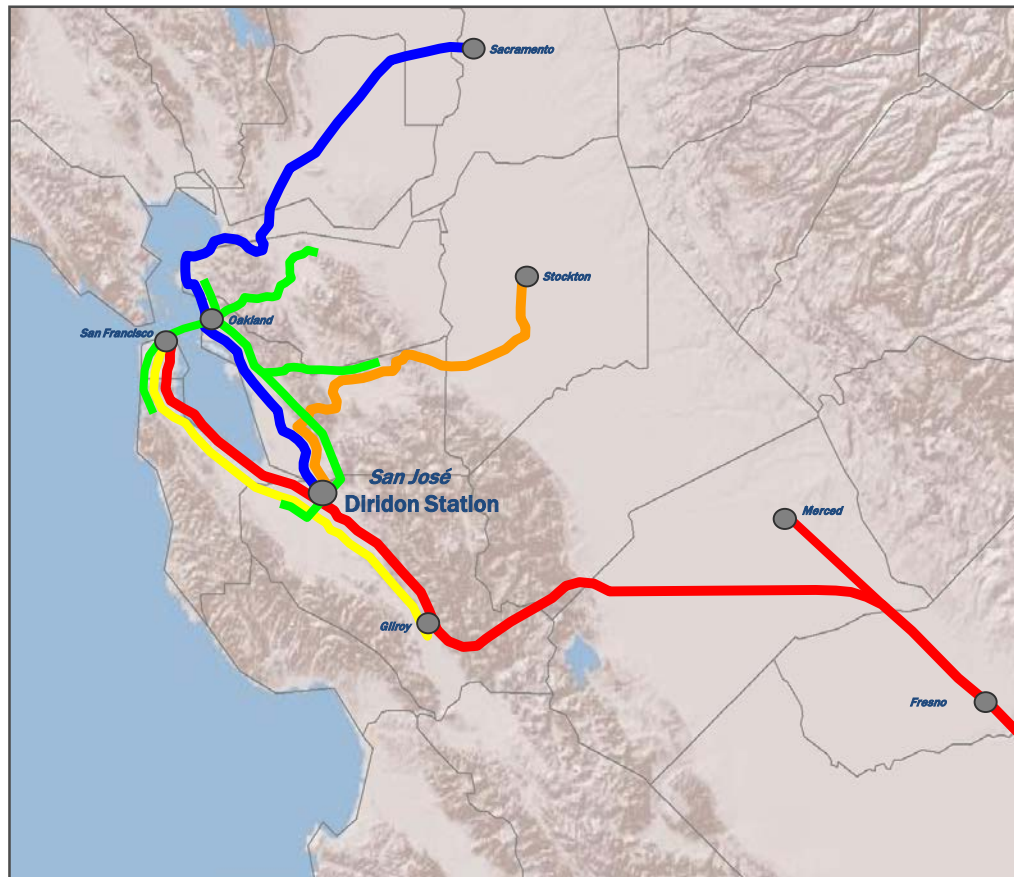 Sacramento
Stockton
Oakland
San Francisco
San José
Diridon Station
Merced
Gilroy
Fresno